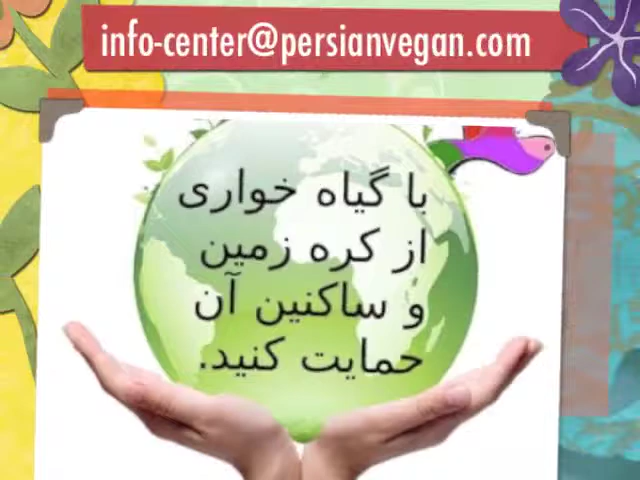 info-center@persianvegan.com
با گیاه خواری
از کره زمین
و ساکنین آن
حمایت کنید.